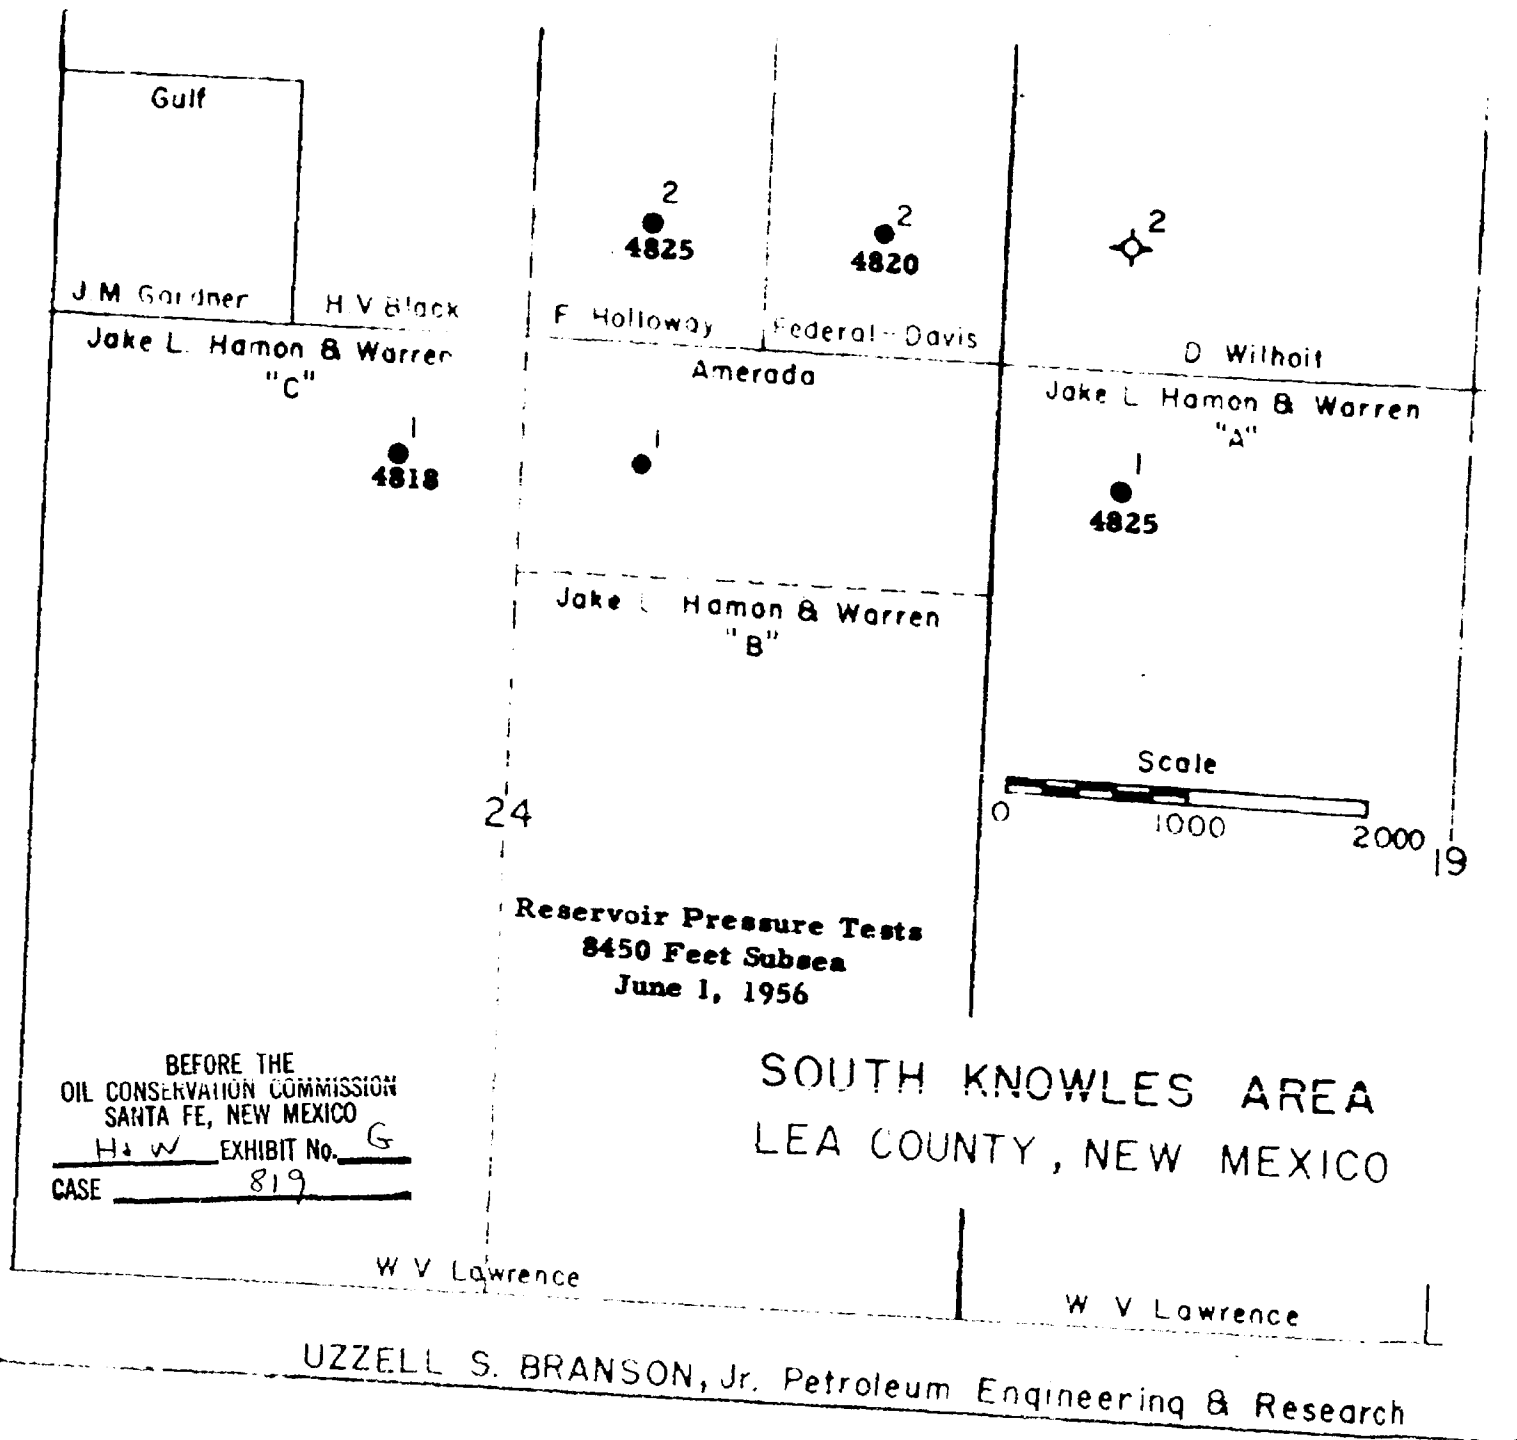 Gulf
2
4825
2
4820
2
J M Gardner
H V Black
F Holloway
Federal-Davis
D Wilhoit
Jake L. Hamon & Warren
"C"
Amerada
Jake L Hamon & Warren
"A"
1
4818
1
1
4825
Jake L Hamon & Warren
"B"
Scale
0
1000
2000
24
19
Reservoir Pressure Tests
8450 Feet Subsea
June 1, 1956
BEFORE THE
OIL CONSERVATION COMMISSION
SANTA FE, NEW MEXICO
H & W EXHIBIT No. G
CASE 819
SOUTH KNOWLES AREA
LEA COUNTY, NEW MEXICO
W V Lawrence
W V Lawrence
UZZELL S. BRANSON, Jr. Petroleum Engineering & Research